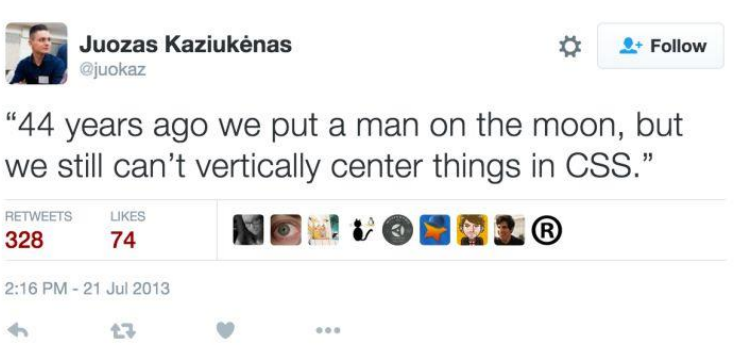 Juozas Kaziukėnas
@juokaz
Follow
“44 years ago we put a man on the moon, but
we still can’t vertically center things in CSS.”
RETWEETS LIKES
328 74
®
2:16 PM - 21 Jul 2013